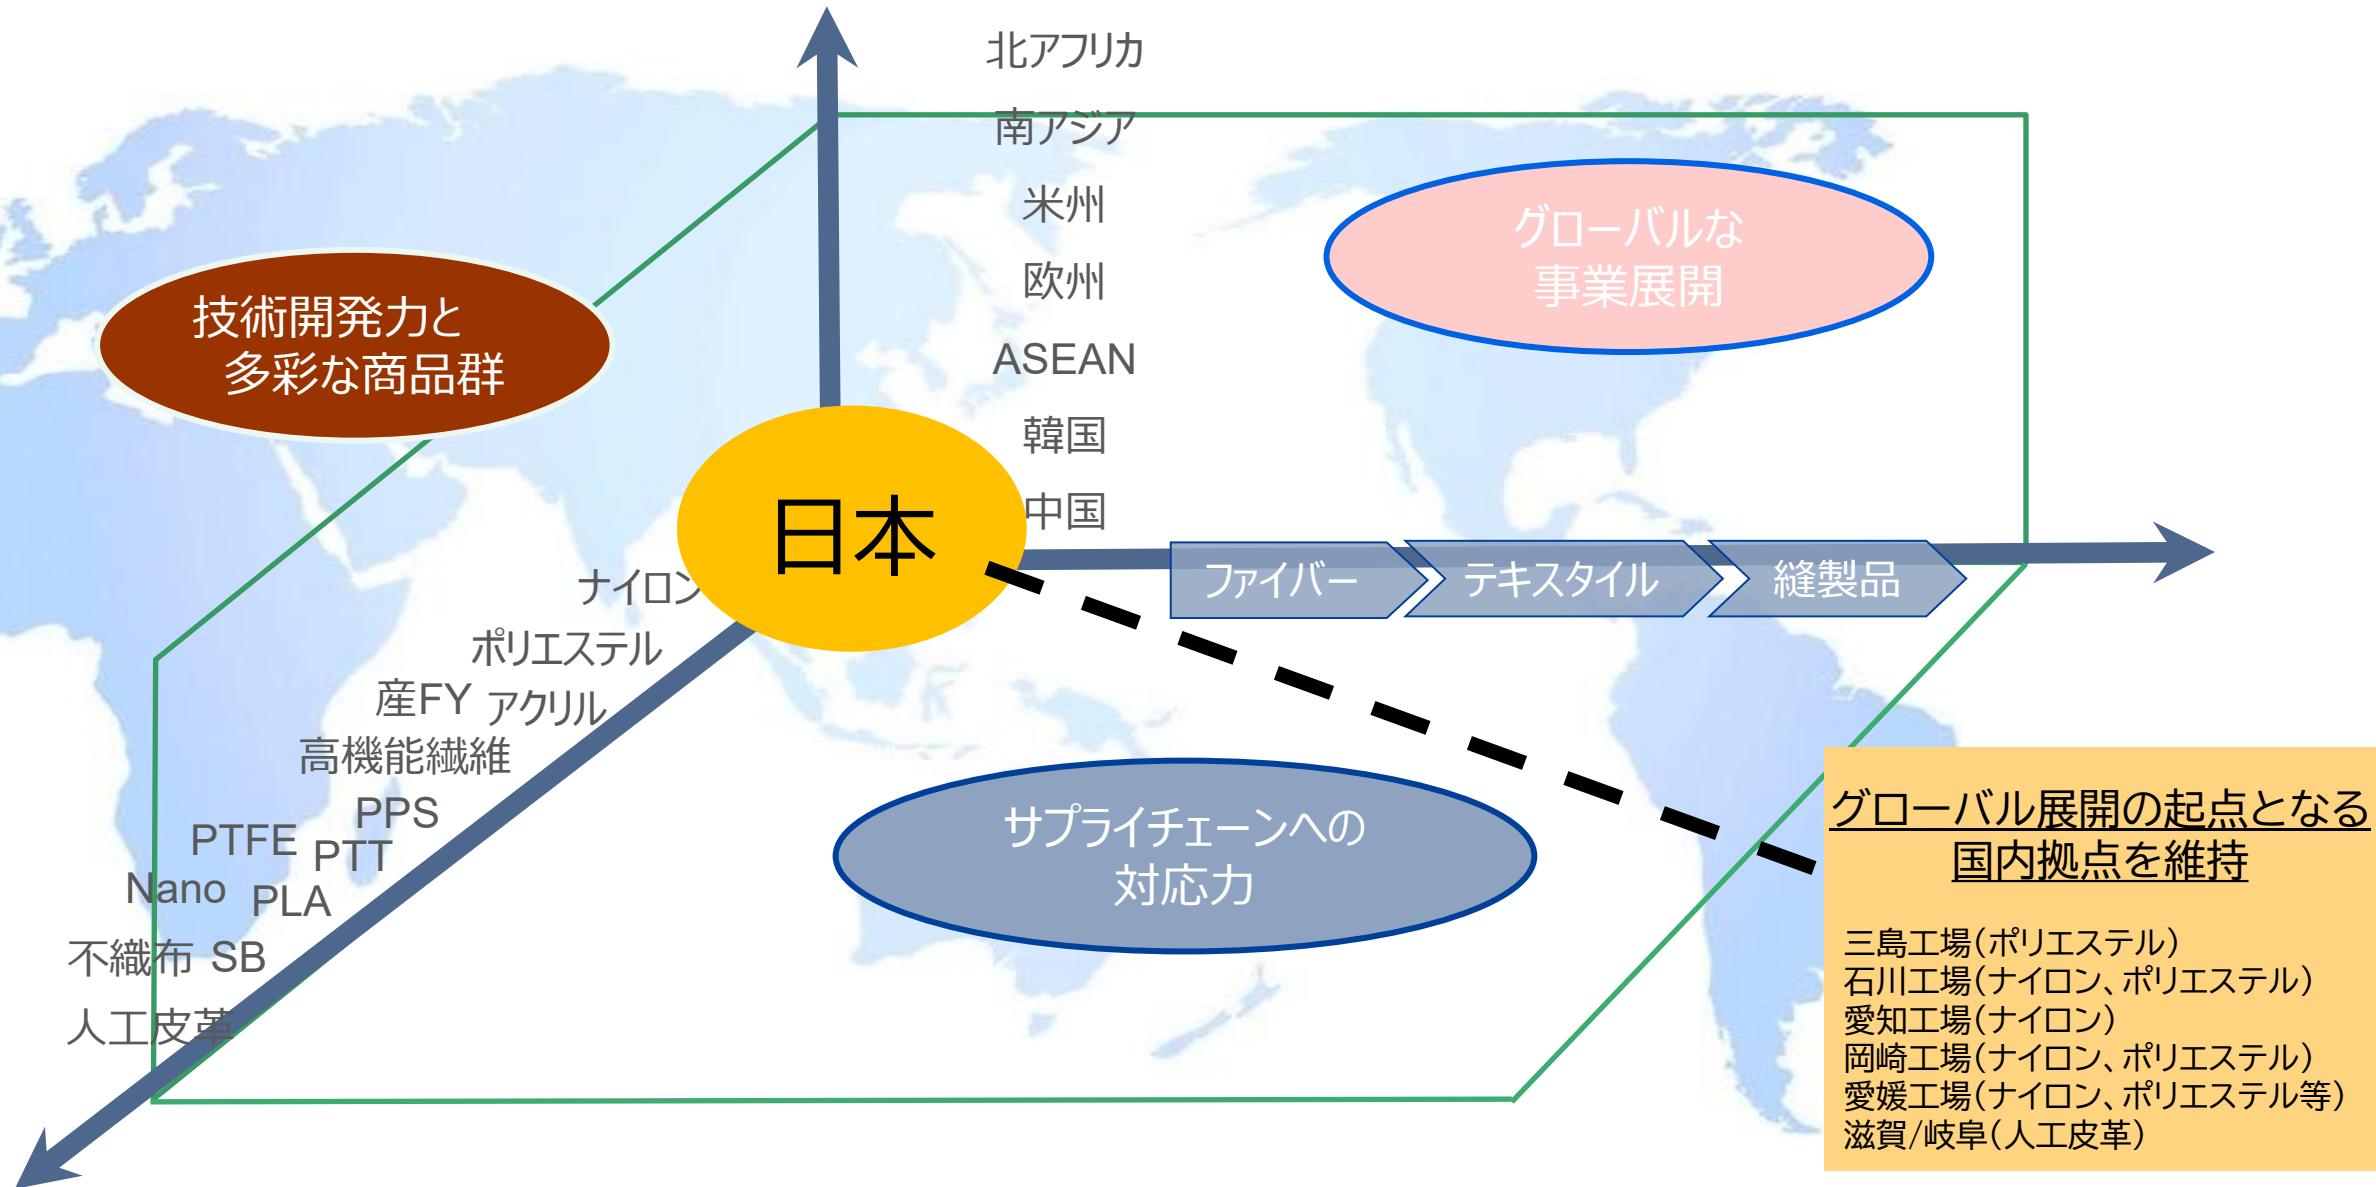 北アフリカ
南アジア
米州
欧州
ASEAN
韓国
中国
グローバルな
事業展開
技術開発力と
多彩な商品群
日本
ファイバー
テキスタイル
縫製品
ナイロン
ポリエステル
産FY アクリル
高機能繊維
PPS
PTFE PTT
Nano PLA
不織布 SB
人工皮革
サプライチェーンへの
対応力
グローバル展開の起点となる
国内拠点を維持
三島工場(ポリエステル)
石川工場(ナイロン、ポリエステル)
愛知工場(ナイロン)
岡崎工場(ナイロン、ポリエステル)
愛媛工場(ナイロン、ポリエステル等)
滋賀/岐阜(人工皮革)